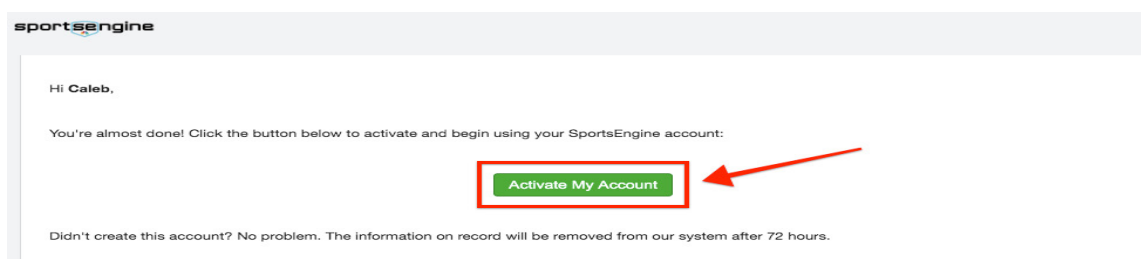 sportsengine
Hi Caleb,
You're almost done! Click the button below to activate and begin using your SportsEngine account:
Activate My Account
Didn't create this account? No problem. The information on record will be removed from our system after 72 hours.